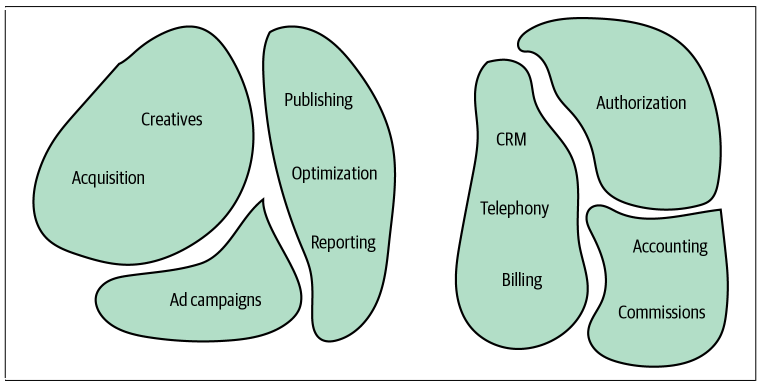 Creatives
Acquisition
Ad campaigns
Publishing
Optimization
Reporting
CRM
Telephony
Billing
Authorization
Accounting
Commissions